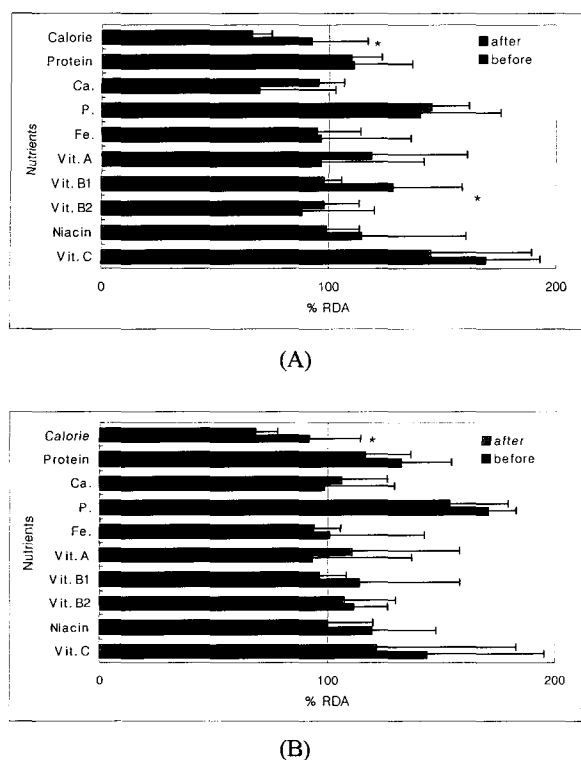 Calorie
Protein
Ca.
P.
Fe.
Vit. A
Vit. B1
Vit. B2
Niacin
Vit. C
Nutrients
*
*
after
before
0
100
200
% RDA
(A)
Calorie
Protein
Ca.
P.
Fe.
Vit. A
Vit. B1
Vit. B2
Niacin
Vit. C
Nutrients
*
after
before
0
100
200
% RDA
(B)